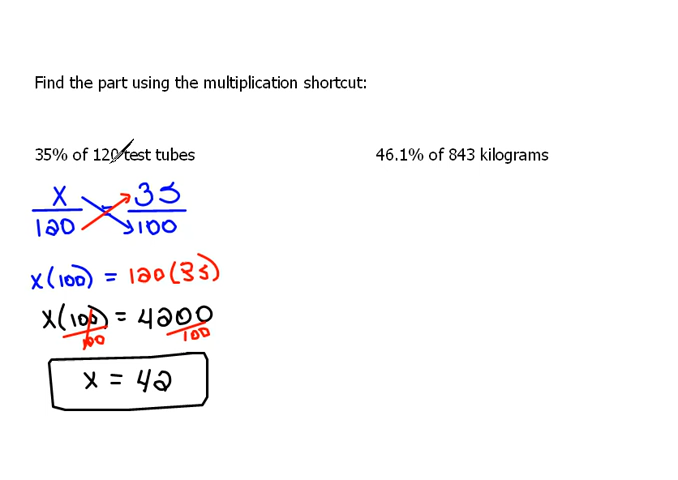 Find the part using the multiplication shortcut:
35% of 120 test tubes
46.1% of 843 kilograms
x/120 = 35/100
x(100) = 120(35)
x(100)/100 = 4200/100
x = 42